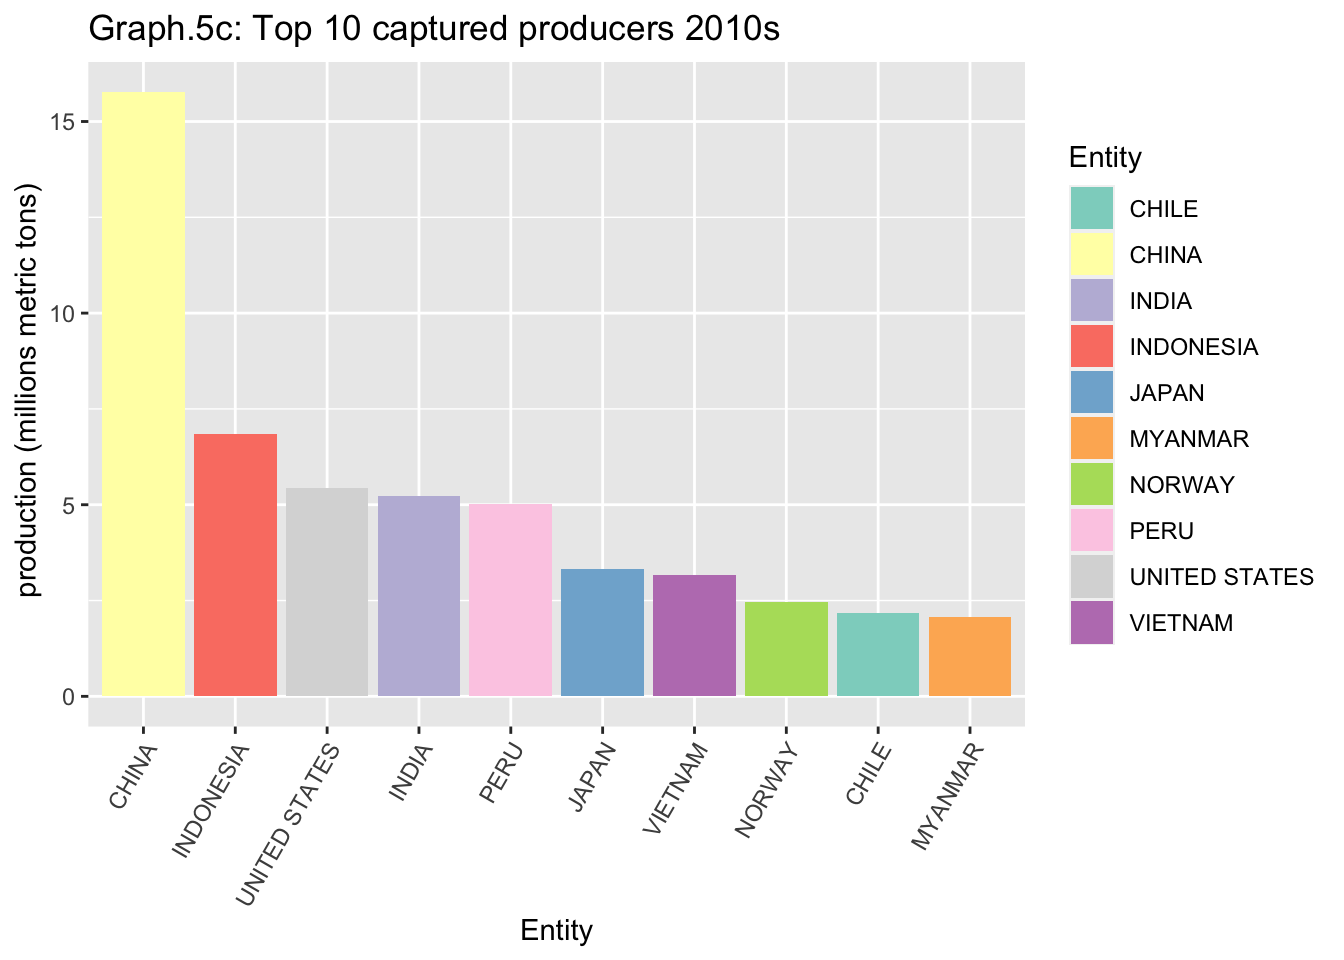 Graph.5c: Top 10 captured producers 2010s
production (millions metric tons)
15
10
5
0
CHINA
INDONESIA
UNITED STATES
INDIA
PERU
JAPAN
VIETNAM
NORWAY
CHILE
MYANMAR
Entity
Entity
CHILE
CHINA
INDIA
INDONESIA
JAPAN
MYANMAR
NORWAY
PERU
UNITED STATES
VIETNAM